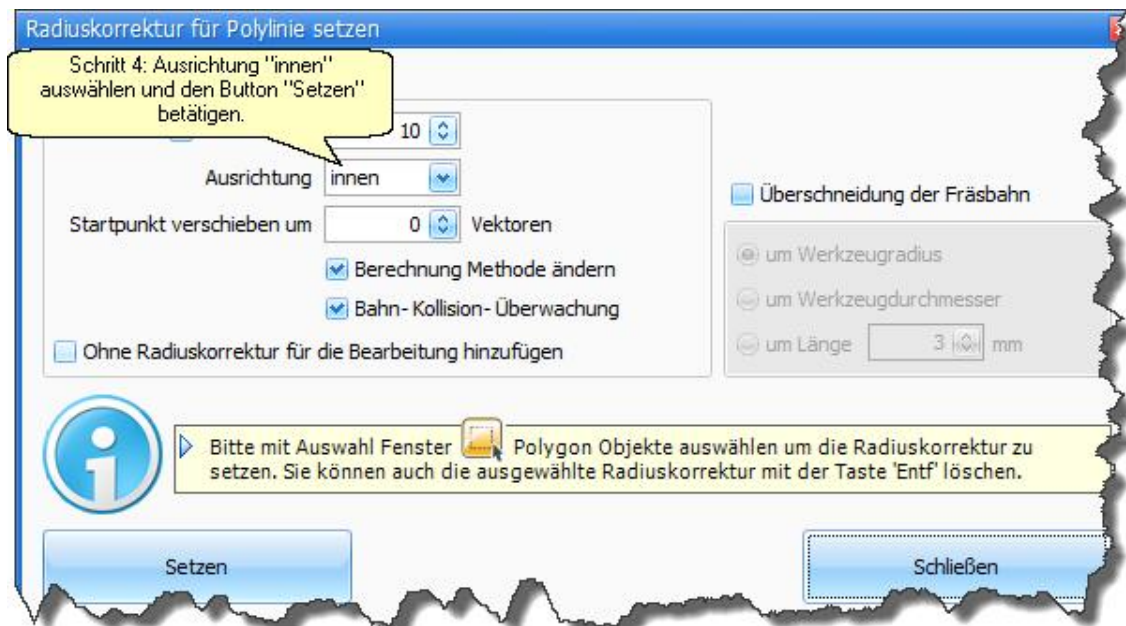 Radiuskorrektur für Polylinie setzen
Schritt 4: Ausrichtung "innen"
auswählen und den Button "Setzen"
betätigen.
10
Ausrichtung innen
Startpunkt verschieben um 0 Vektoren
Berechnung Methode ändern
Bahn-Kollision-Überwachung
Ohne Radiuskorrektur für die Bearbeitung hinzufügen
Überschneidung der Fräsbahn
um Werkzeugradius
um Werkzeugdurchmesser
um Länge 3 mm
Bitte mit Auswahl Fenster Polygon Objekte auswählen um die Radiuskorrektur zu
setzen. Sie können auch die ausgewählte Radiuskorrektur mit der Taste 'Entf' löschen.
Setzen
Schließen